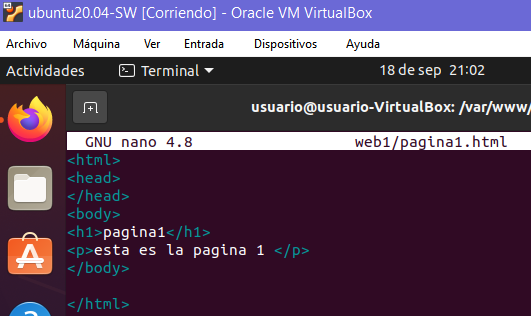 ubuntu20.04-SW [Corriendo] - Oracle VM VirtualBox
Archivo Máquina Ver Entrada Dispositivos Ayuda
Actividades Terminal 18 de sep 21:02
usuario@usuario-VirtualBox: /var/www/
GNU nano 4.8 web1/pagina1.html
<html>
<head>
</head>
<body>
<h1>pagina1</h1>
<p>esta es la pagina 1 </p>
</body>
</html>